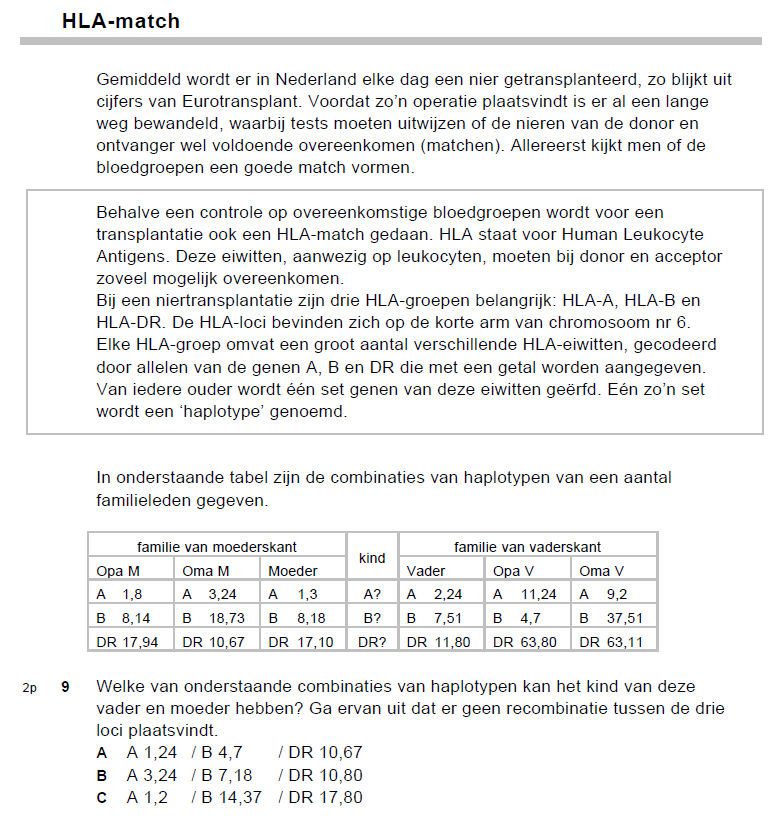 HLA-match
Gemiddeld wordt er in Nederland elke dag een nier getransplanteerd, zo blijkt uit
cijfers van Eurotransplant. Voordat zo'n operatie plaatsvindt is er al een lange
weg bewandeld, waarbij tests moeten uitwijzen of de nieren van de donor en
ontvanger wel voldoende overeenkomen (matchen). Allereerst kijkt men of de
bloedgroepen een goede match vormen.
Behalve een controle op overeenkomstige bloedgroepen wordt voor een
transplantatie ook een HLA-match gedaan. HLA staat voor Human Leukocyte
Antigens. Deze eiwitten, aanwezig op leukocyten, moeten bij donor en acceptor
zoveel mogelijk overeenkomen.
Bij een niertransplantatie zijn drie HLA-groepen belangrijk: HLA-A, HLA-B en
HLA-DR. De HLA-loci bevinden zich op de korte arm van chromosoom nr 6.
Elke HLA-groep omvat een groot aantal verschillende HLA-eiwitten, gecodeerd
door allelen van de genen A, B en DR die met een getal worden aangegeven.
Van iedere ouder wordt één set genen van deze eiwitten geërfd. Eén zo'n set
wordt een 'haplotype' genoemd.
In onderstaande tabel zijn de combinaties van haplotypen van een aantal
familieleden gegeven.
familie van moederskant kind familie van vaderskant
Opa M Oma M Moeder Vader Opa V Oma V
A 1,8 A 3,24 A 1,3 A? A 2,24 A 11,24 A 9,2
B 8,14 B 18,73 B 8,18 B? B 7,51 B 4,7 B 37,51
DR 17,94 DR 10,67 DR 17,10 DR? DR 11,80 DR 63,80 DR 63,11
2p 9 Welke van onderstaande combinaties van haplotypen kan het kind van deze
vader en moeder hebben? Ga ervan uit dat er geen recombinatie tussen de drie
loci plaatsvindt.
A A 1,24 / B 4,7 / DR 10,67
B A 3,24 / B 7,18 / DR 10,80
C A 1,2 / B 14,37 / DR 17,80